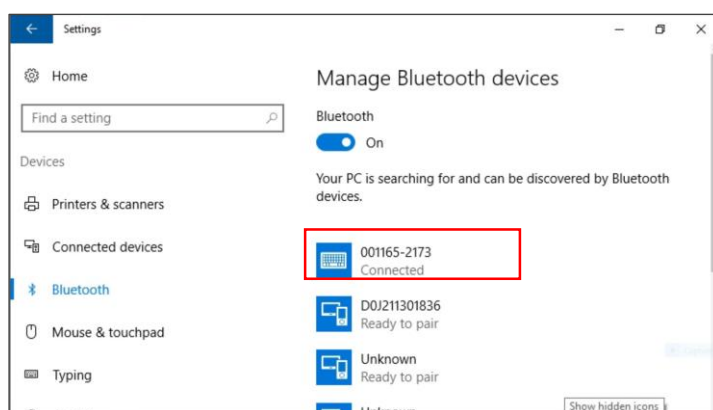 Settings
Home
Find a setting
Devices
Printers & scanners
Connected devices
Bluetooth
Mouse & touchpad
Typing
Manage Bluetooth devices
Bluetooth
On
Your PC is searching for and can be discovered by Bluetooth
devices.
001165-2173
Connected
D0J211301836
Ready to pair
Unknown
Ready to pair
Show hidden icons